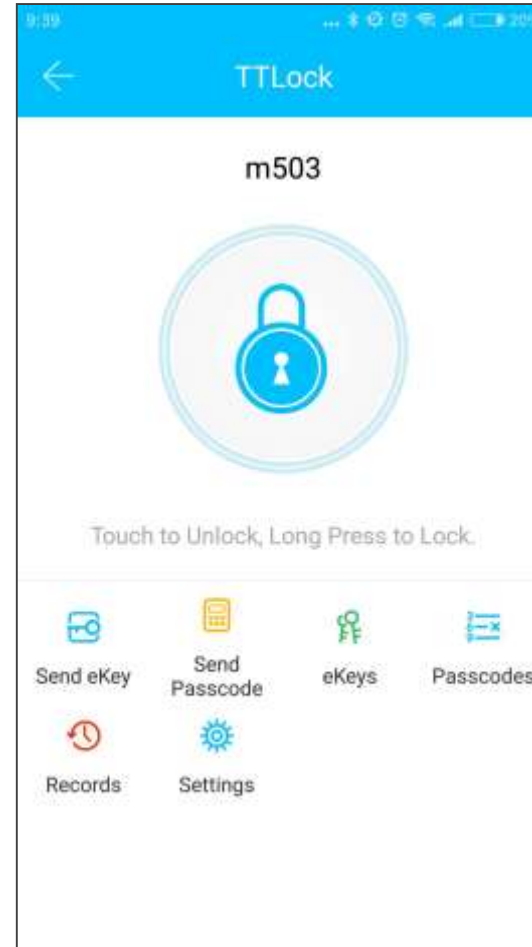 9:39
... 20%
TTLock
m503
Touch to Unlock, Long Press to Lock.
Send eKey
Send
Passcode
eKeys
Passcodes
Records
Settings